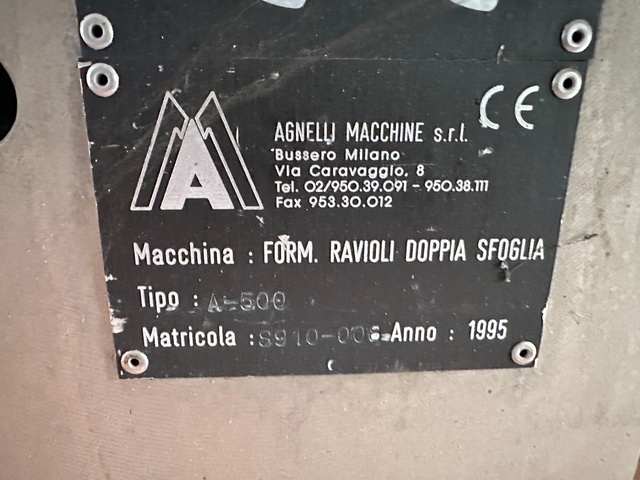 CE
AGNELLI MACCHINE s.r.l.
Bussero Milano
Via Caravaggio, 8
Tel. 02/950.39.091 - 950.38.111
Fax 953.30.012
Macchina : FORM. RAVIOLI DOPPIA SFOGLIA
Tipo : A-500
Matricola : Anno : 1995